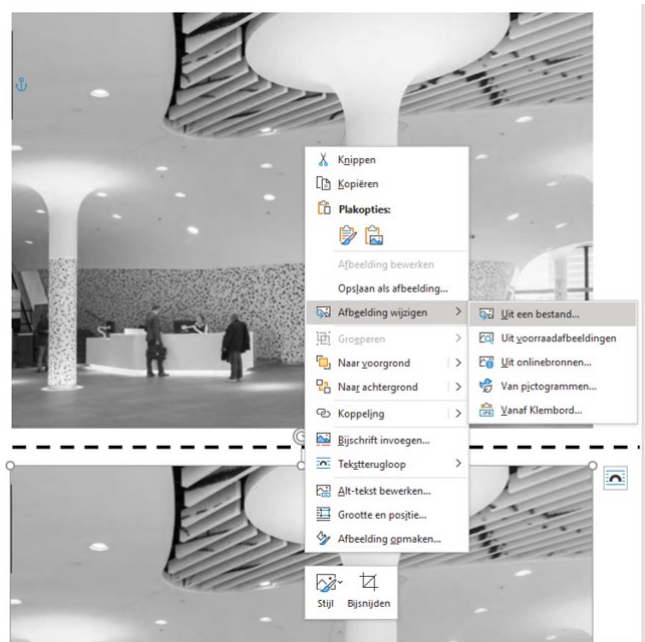 Knippen
Kopiëren
Plakopties:
Afbeelding bewerken
Opslaan als afbeelding...
Afbeelding wijzigen
Uit een bestand...
Groeperen
Uit voorraadafbeeldingen
Naar voorgrond
Uit onlinebronnen...
Naar achtergrond
Van pictogrammen...
Koppeling
Vanaf Klembord...
Bijschrift invoegen...
Tekstterugloop
Alt-tekst bewerken...
Grootte en positie...
Afbeelding opmaken...
Stijl Bijsnijden